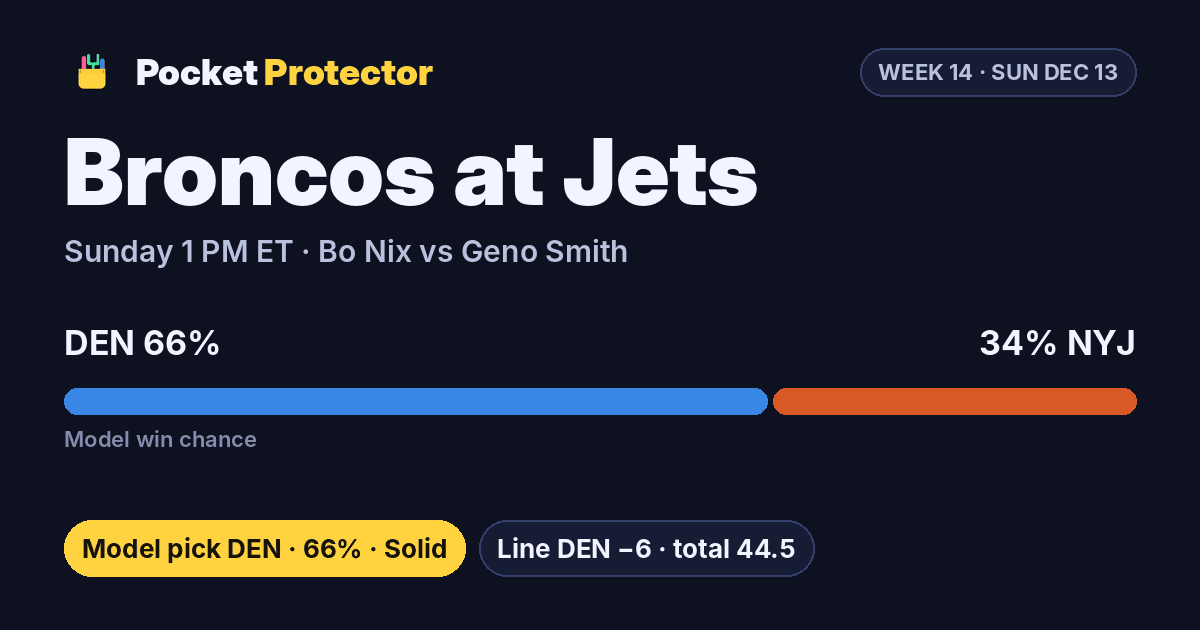 Pocket Protector
WEEK 14 · SUN DEC 13
Broncos at Jets
Sunday 1 PM ET · Bo Nix vs Geno Smith
DEN 66%
34% NYJ
Model win chance
Model pick DEN · 66% · Solid
Line DEN −6 · total 44.5